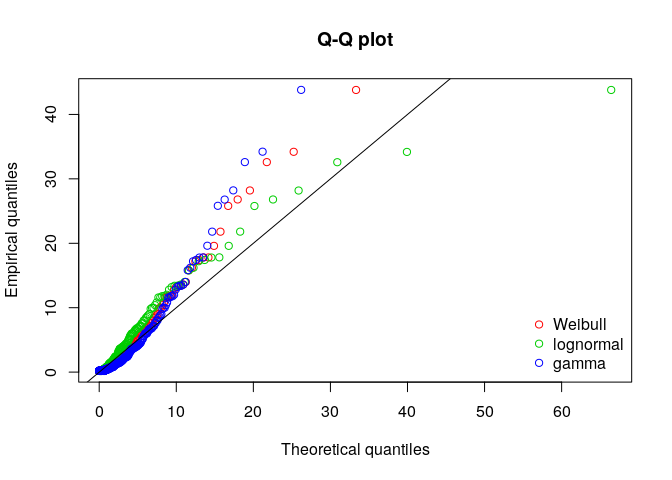 Q-Q plot
Empirical quantiles
40
30
20
10
0
Weibull
lognormal
gamma
0 10 20 30 40 50 60
Theoretical quantiles